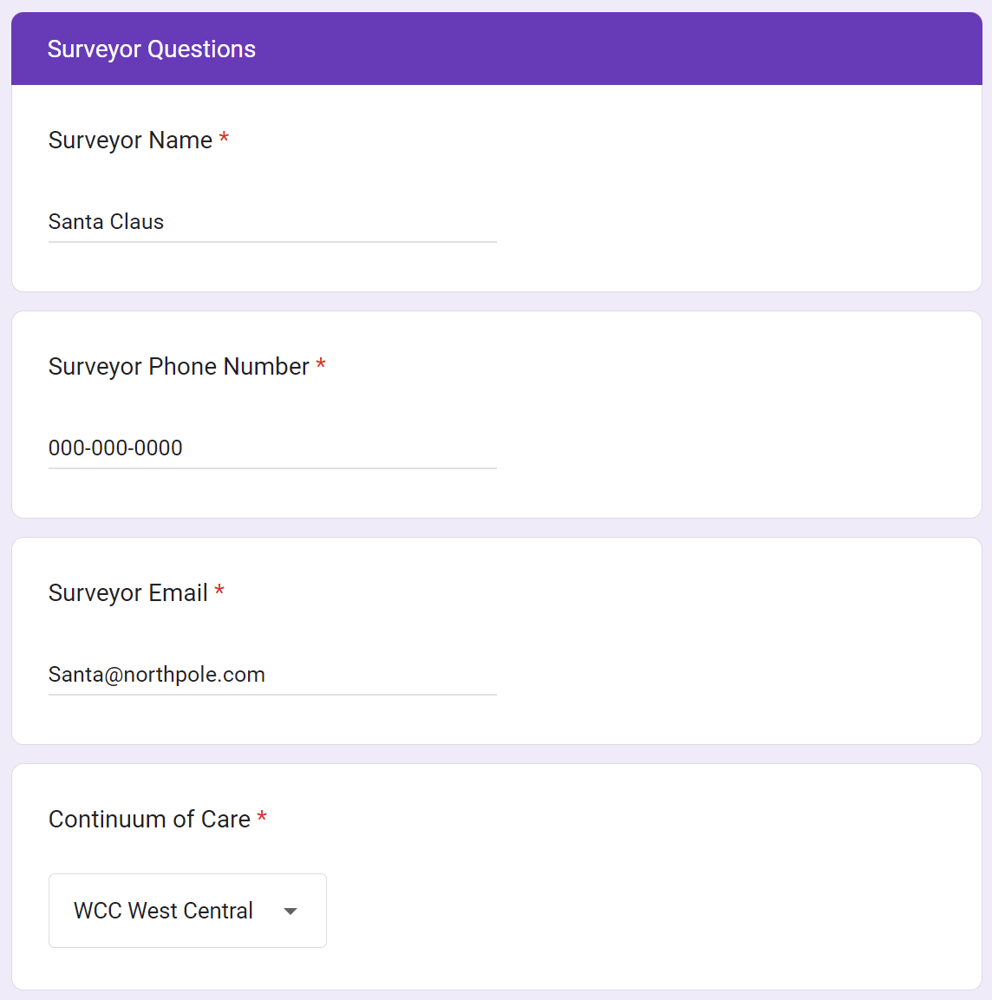 Surveyor Questions
Surveyor Name *
Santa Claus
Surveyor Phone Number *
000-000-0000
Surveyor Email *
Santa@northpole.com
Continuum of Care *
WCC West Central